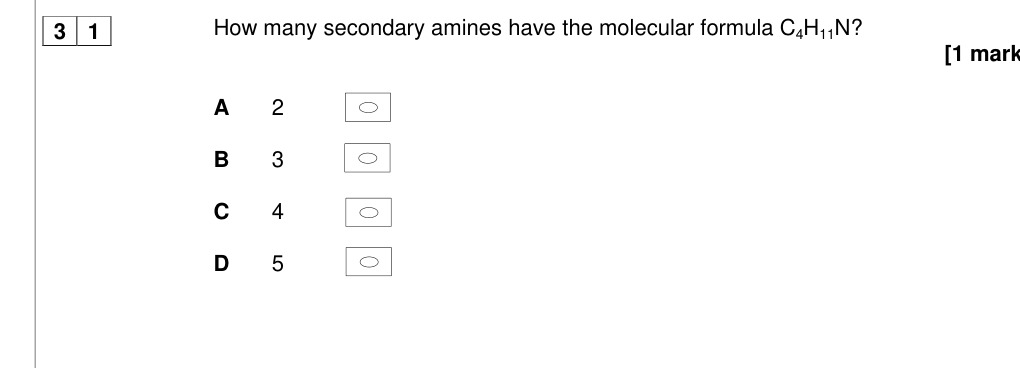 3 1 How many secondary amines have the molecular formula C₄H₁₁N?
[1 mark
A 2
B 3
C 4
D 5